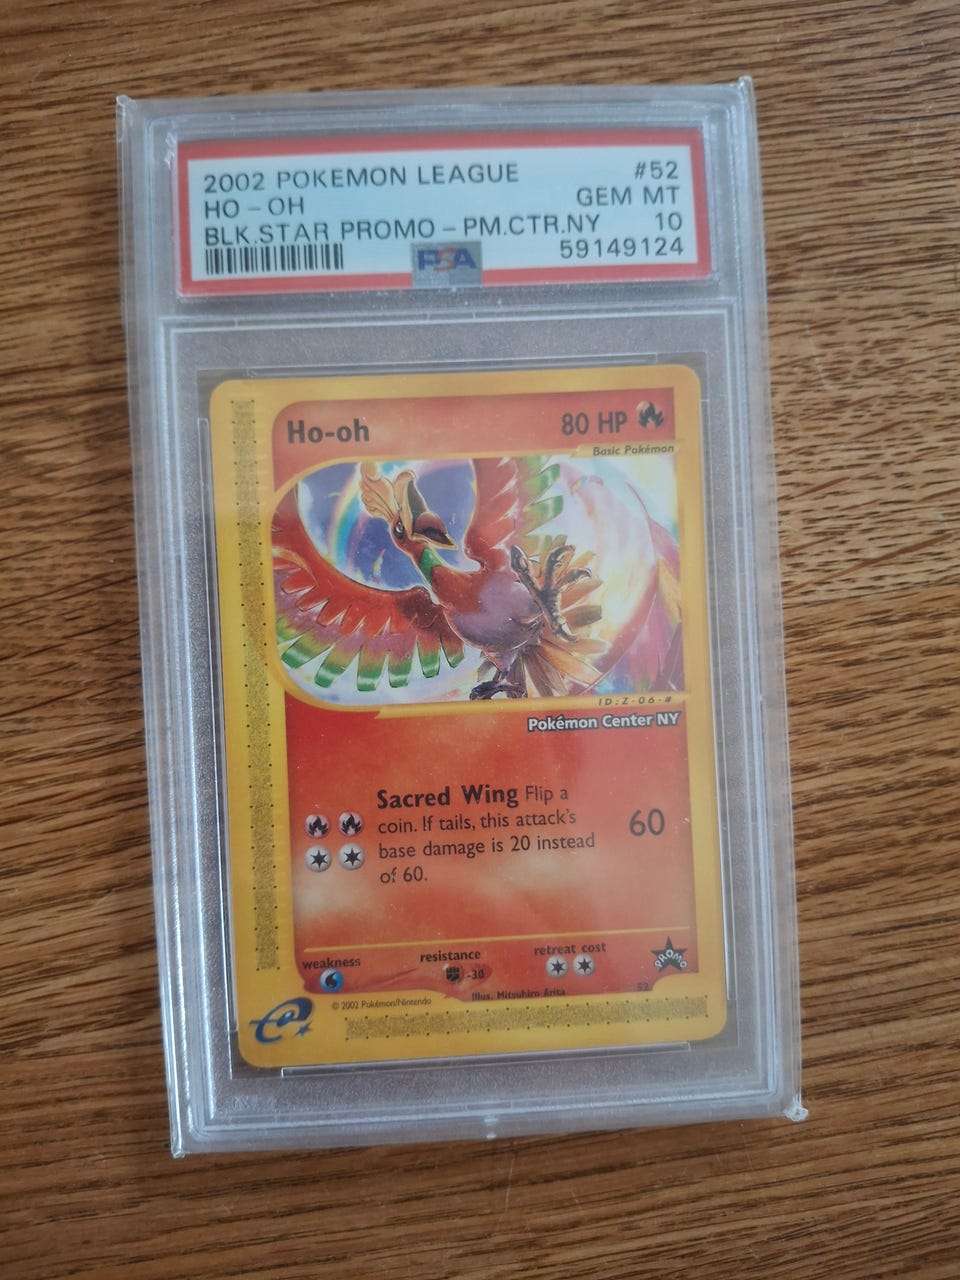 2002 POKEMON LEAGUE #52
HO - OH GEM MT
BLK.STAR PROMO - PM.CTR.NY 10
59149124
PSA
Ho-oh 80 HP
Basic Pokémon
ID:Z-06-#
Pokémon Center NY
Sacred Wing Flip a
coin. If tails, this attack's
base damage is 20 instead
of 60.
60
weakness resistance retreat cost
-30
PROMO
52
Illus. Mitsuhiro Arita
© 2002 Pokémon/Nintendo
e